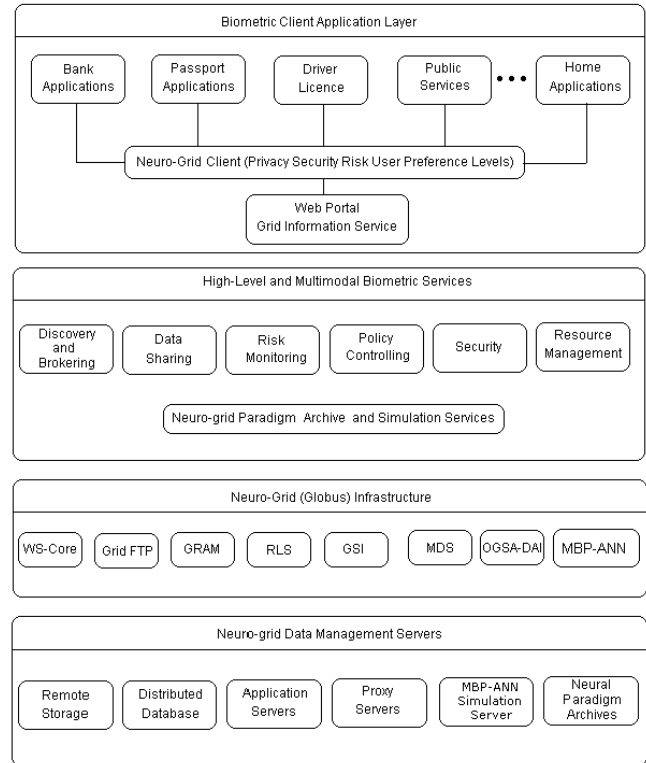 Biometric Client Application Layer
Bank
Applications
Passport
Applications
Driver
Licence
Public
Services
Home
Applications
Neuro-Grid Client (Privacy Security Risk User Preference Levels)
Web Portal
Grid Information Service
High-Level and Multimodal Biometric Services
Discovery
and
Brokering
Data
Sharing
Risk
Monitoring
Policy
Controlling
Security
Resource
Management
Neuro-grid Paradigm Archive and Simulation Services
Neuro-Grid (Globus) Infrastructure
WS-Core
Grid FTP
GRAM
RLS
GSI
MDS
OGSA-DAI
MBP-ANN
Neuro-grid Data Management Servers
Remote
Storage
Distributed
Database
Application
Servers
Proxy
Servers
MBP-ANN
Simulation
Server
Neural
Paradigm
Archives